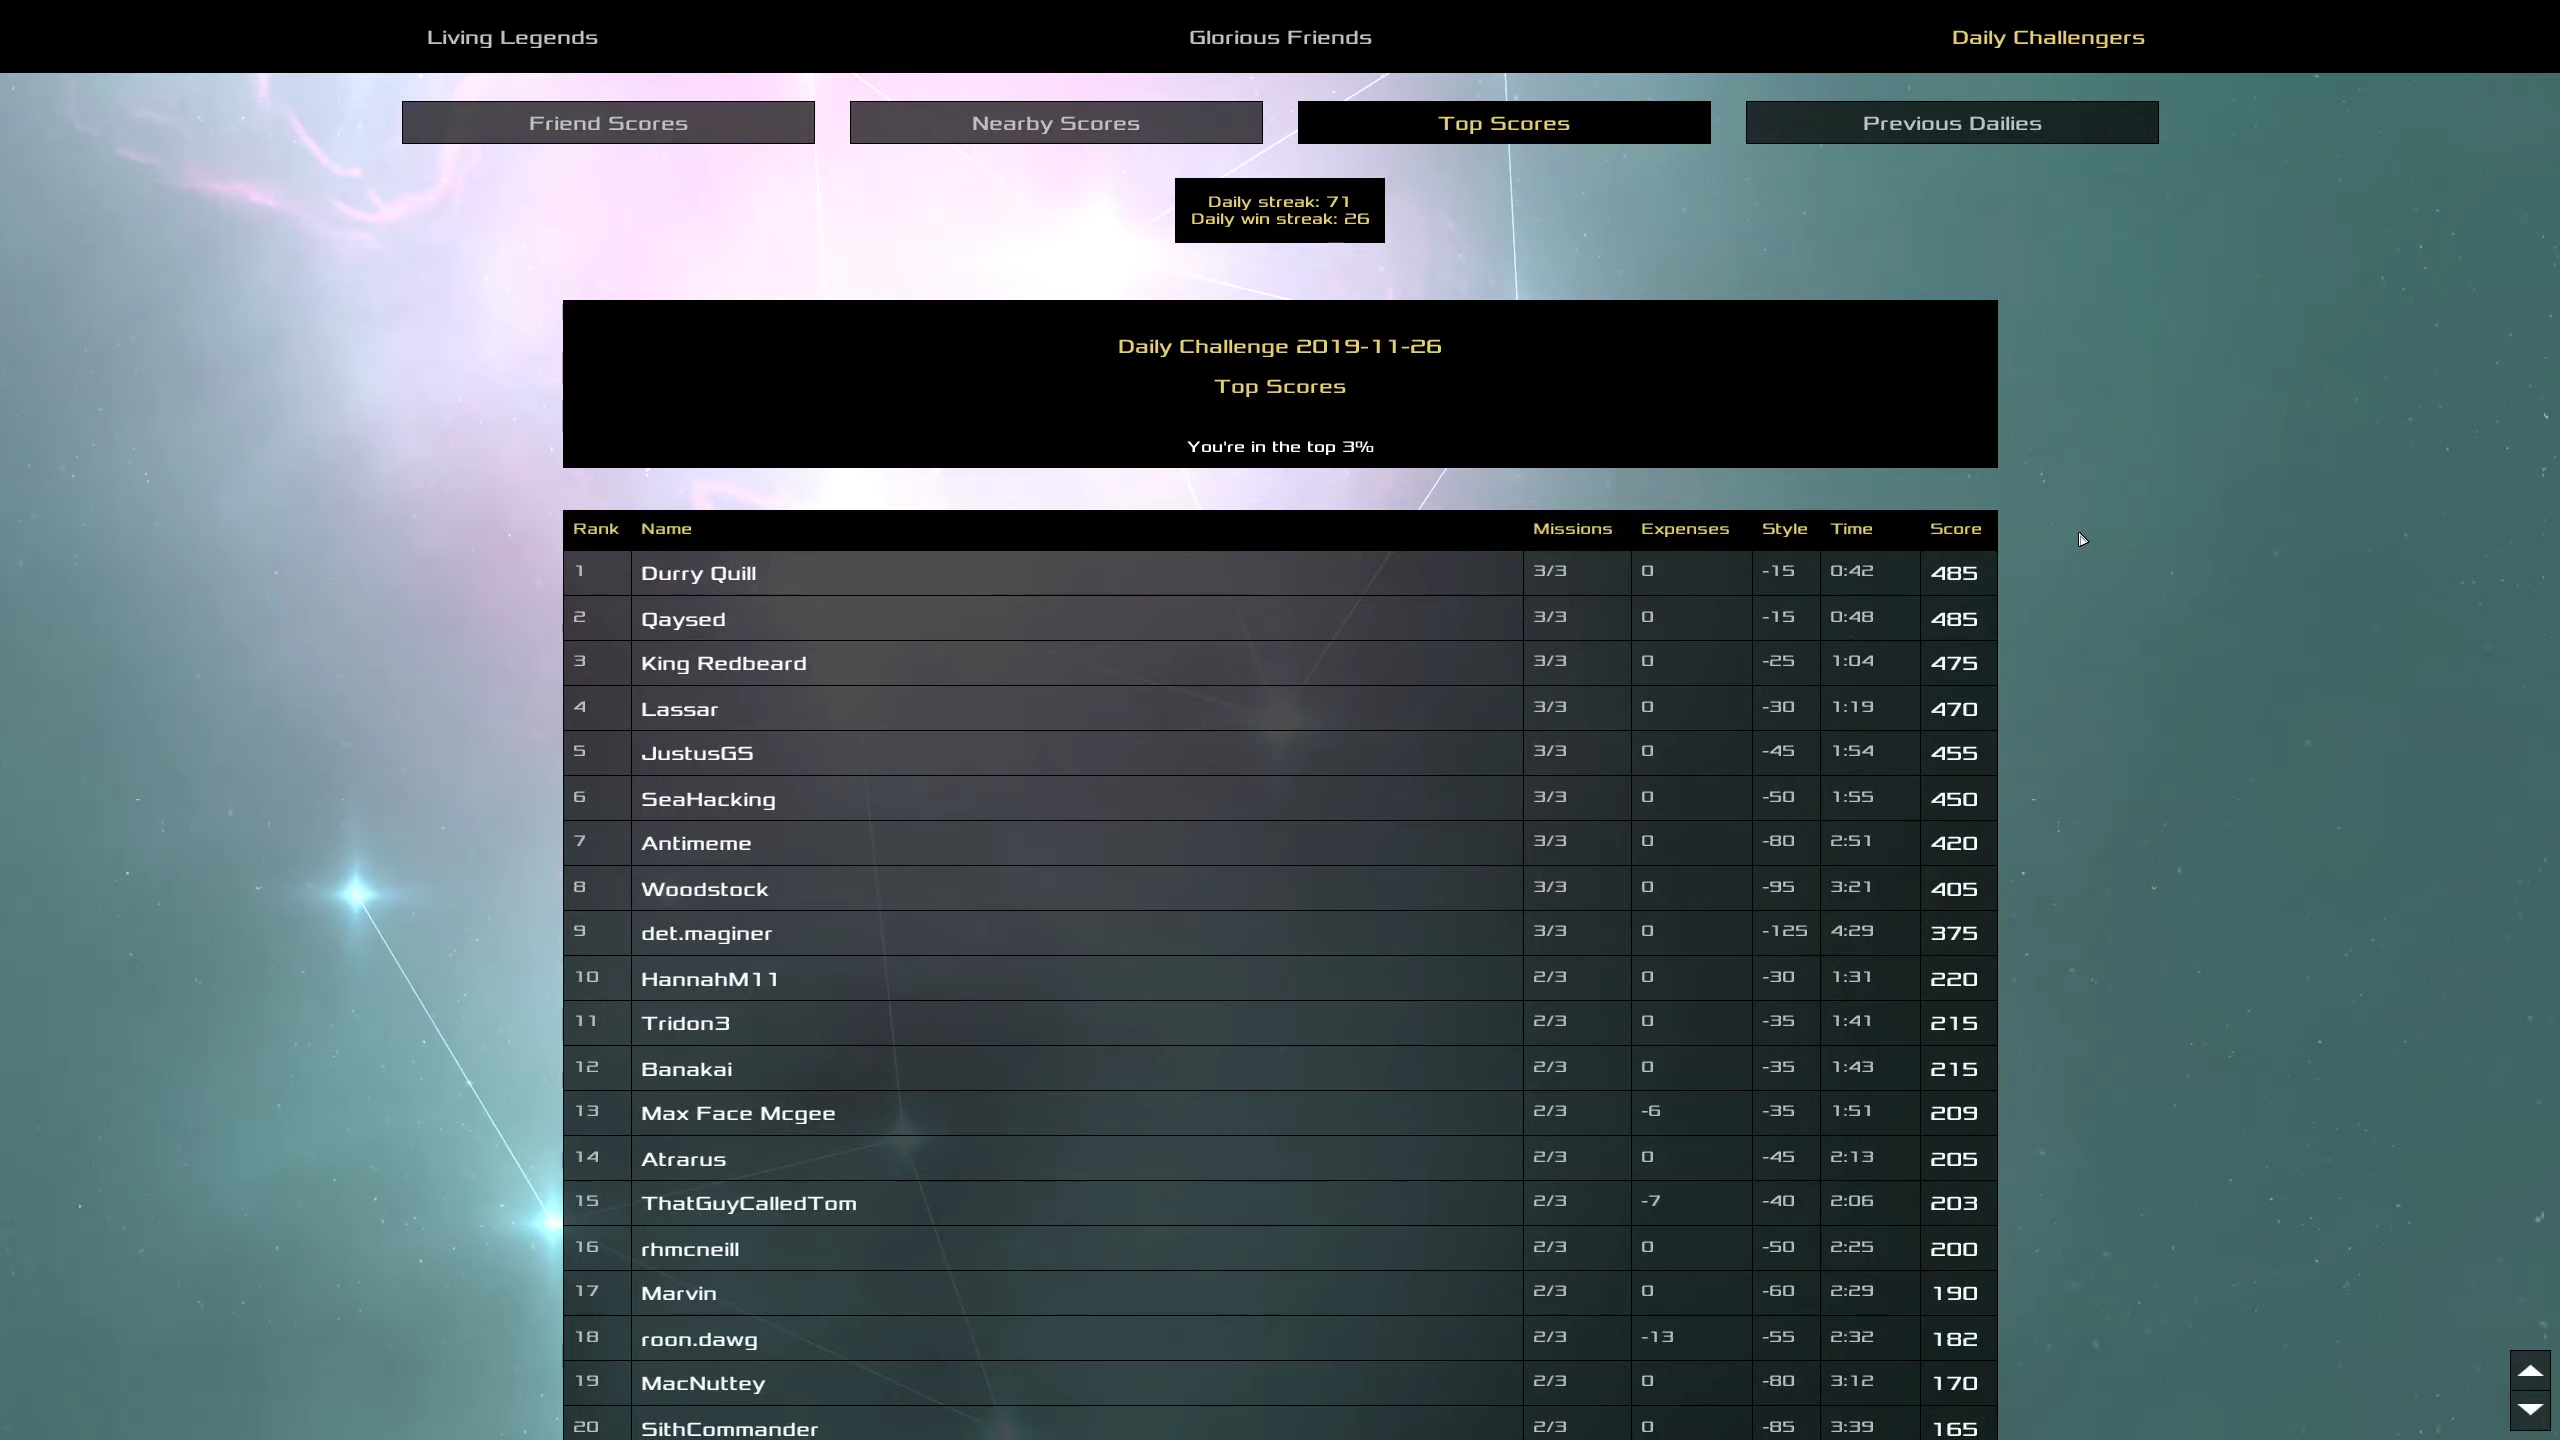 Living Legends Glorious Friends Daily Challengers
Friend Scores Nearby Scores Top Scores Previous Dailies
Daily streak: 71
Daily win streak: 26
Daily Challenge 2019-11-26
Top Scores
You're in the top 3%
Rank Name Missions Expenses Style Time Score
1 Durry Quill 3/3 0 -15 0:42 485
2 Qaysed 3/3 0 -15 0:48 485
3 King Redbeard 3/3 0 -25 1:04 475
4 Lassar 3/3 0 -30 1:19 470
5 JustusGS 3/3 0 -45 1:54 455
6 SeaHacking 3/3 0 -50 1:55 450
7 Antimeme 3/3 0 -80 2:51 420
8 Woodstock 3/3 0 -95 3:21 405
9 det.maginer 3/3 0 -125 4:29 375
10 HannahM11 2/3 0 -30 1:31 220
11 Tridon3 2/3 0 -35 1:41 215
12 Banakai 2/3 0 -35 1:43 215
13 Max Face Mcgee 2/3 -6 -35 1:51 209
14 Atrarus 2/3 0 -45 2:13 205
15 ThatGuyCalledTom 2/3 -7 -40 2:06 203
16 rhmcneill 2/3 0 -50 2:25 200
17 Marvin 2/3 0 -60 2:29 190
18 roon.dawg 2/3 -13 -55 2:32 182
19 MacNuttey 2/3 0 -80 3:12 170
20 SithCommander 2/3 0 -85 3:39 165